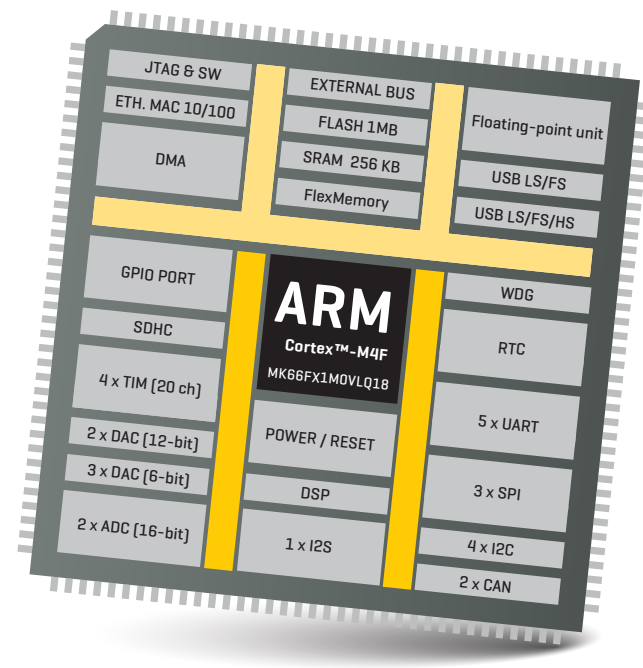 JTAG & SW
ETH. MAC 10/100
DMA
EXTERNAL BUS
FLASH 1MB
SRAM 256 KB
FlexMemory
Floating-point unit
USB LS/FS
USB LS/FS/HS
GPIO PORT
SDHC
4 x TIM (20 ch)
2 x DAC (12-bit)
3 x DAC (6-bit)
2 x ADC (16-bit)
ARM
Cortex™-M4F
MK66FX1M0VLQ18
POWER / RESET
DSP
1 x I2S
WDG
RTC
5 x UART
3 x SPI
4 x I2C
2 x CAN